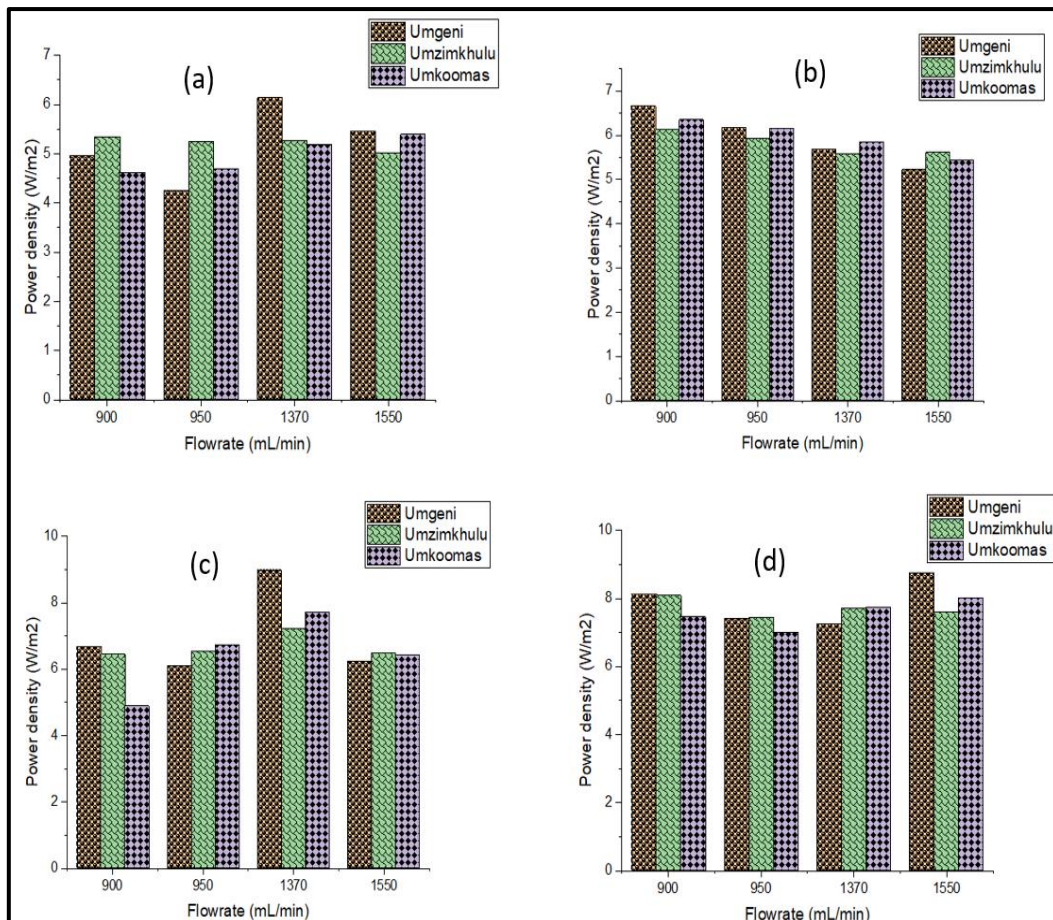 Umgeni
Umzimkhulu
Umkoomas
(a)
7
6
5
4
3
2
1
0
Power density (W/m2)
900 950 1370 1550
Flowrate (mL/min)
Umgeni
Umzimkhulu
Umkoomas
(b)
7
6
5
4
3
2
1
0
Power density (W/m2)
900 950 1370 1550
Flowrate (mL/min)
Umgeni
Umzimkhulu
Umkoomas
(c)
10
8
6
4
2
0
Power density (W/m2)
900 950 1370 1550
Flowrate (mL/min)
Umgeni
Umzimkhulu
Umkoomas
(d)
10
8
6
4
2
0
Power density (W/m2)
900 950 1370 1550
Flowrate (mL/min)